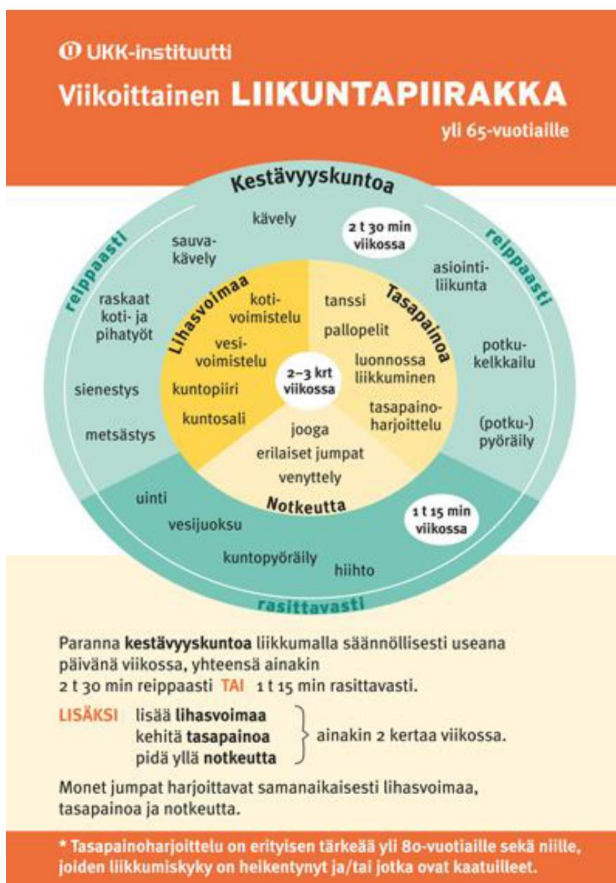 UKK-instituutti
Viikoittainen LIIKUNTAPIIRAKKA
yli 65-vuotiaille
Kestävyyskuntoa
reippaasti
2 t 30 min
viikossa
reippaasti
kävely
sauva-
kävely
raskaat
koti- ja
pihatyöt
sienestys
metsästys
asiointi-
liikunta
potku-
kelkkailu
(potku-)
pyöräily
Lihasvoimaa
koti-
voimistelu
vesi-
voimistelu
kuntopiiri
kuntosali
Tasapainoa
tanssi
pallopelit
luonnossa
liikkuminen
tasapaino-
harjoittelu
2–3 krt
viikossa
jooga
erilaiset jumpat
venyttely
Notkeutta
uinti
vesijuoksu
kuntopyöräily
hiihto
1 t 15 min
viikossa
rasittavasti
Paranna kestävyyskuntoa liikkumalla säännöllisesti useana
päivänä viikossa, yhteensä ainakin
2 t 30 min reippaasti TAI 1 t 15 min rasittavasti.
LISÄKSI lisää lihasvoimaa
kehitä tasapainoa
pidä yllä notkeutta
ainakin 2 kertaa viikossa.
Monet jumpat harjoittavat samanaikaisesti lihasvoimaa,
tasapainoa ja notkeutta.
* Tasapainoharjoittelu on erityisen tärkeää yli 80-vuotiaille sekä niille,
joiden liikkumiskyky on heikentynyt ja/tai jotka ovat kaatuilleet.